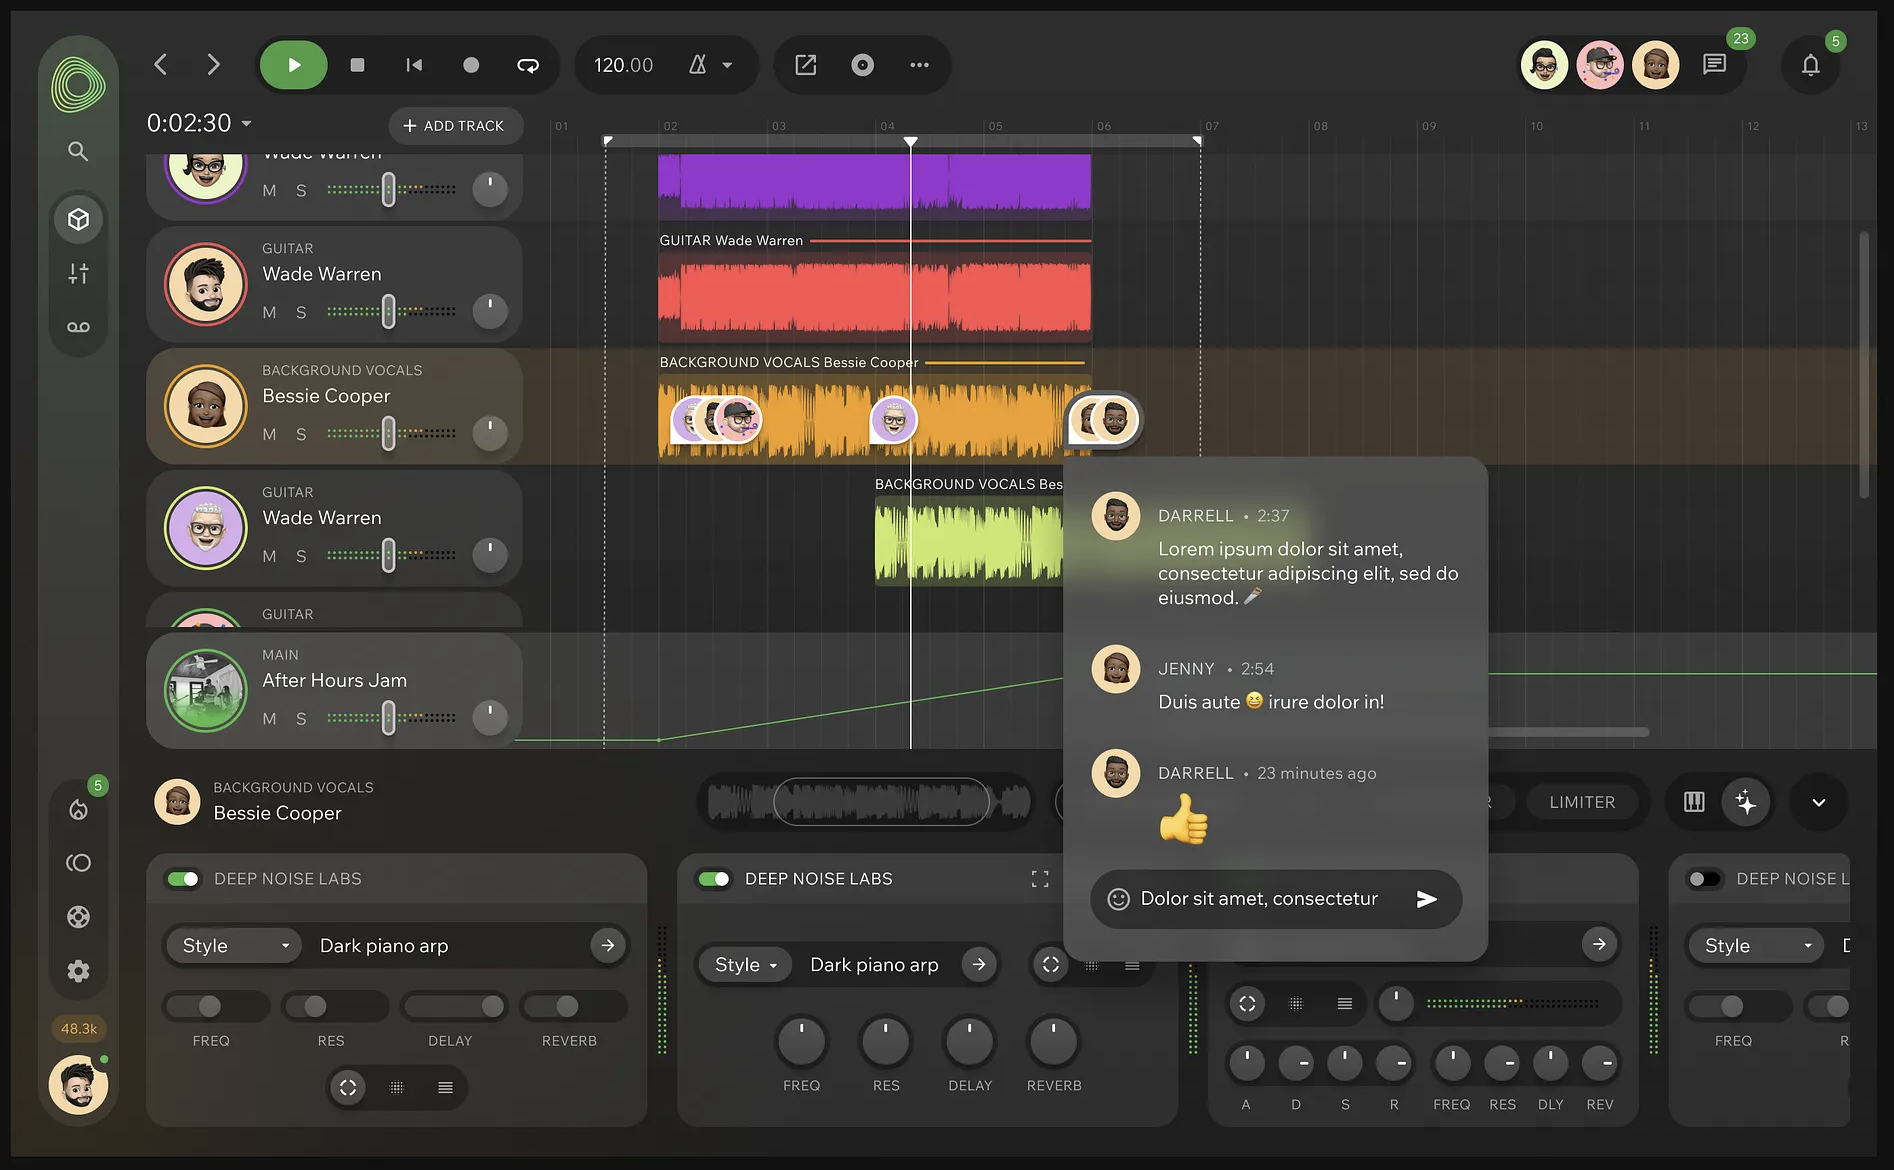 120.00
23
5
0:02:30
+ ADD TRACK
01 02 03 04 05 06 07 08 09 10 11 12 13
Wade Warren
M S
GUITAR
Wade Warren
M S
GUITAR Wade Warren
BACKGROUND VOCALS
Bessie Cooper
M S
BACKGROUND VOCALS Bessie Cooper
GUITAR
Wade Warren
M S
BACKGROUND VOCALS Bes
GUITAR
MAIN
After Hours Jam
M S
DARRELL • 2:37
Lorem ipsum dolor sit amet,
consectetur adipiscing elit, sed do
eiusmod.
JENNY • 2:54
Duis aute 😆 irure dolor in!
DARRELL • 23 minutes ago
👍
Dolor sit amet, consectetur
5
48.3k
BACKGROUND VOCALS
Bessie Cooper
R
LIMITER
DEEP NOISE LABS
Style
Dark piano arp
FREQ RES DELAY REVERB
DEEP NOISE LABS
Style
Dark piano arp
FREQ RES DELAY REVERB
A D S R FREQ RES DLY REV
DEEP NOISE L
Style
FREQ R